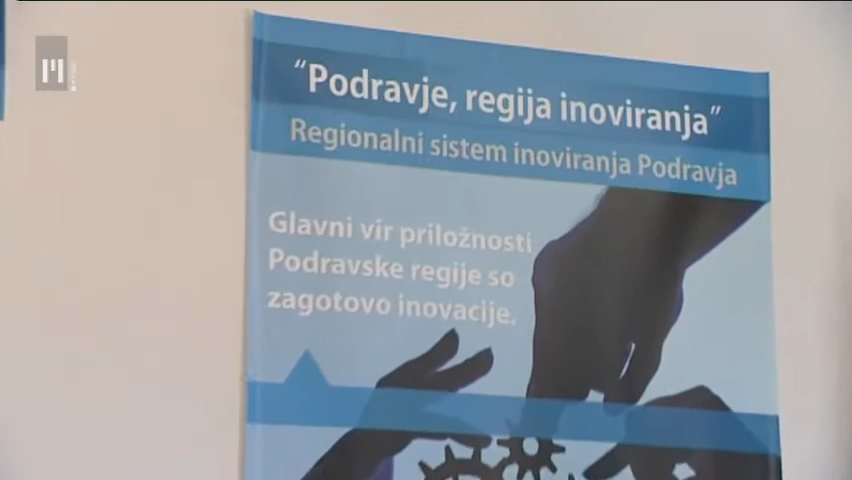 "Podravje, regija inoviranja"
Regionalni sistem inoviranja Podravja
Glavni vir priložnosti
Podravske regije so
zagotovo inovacije.